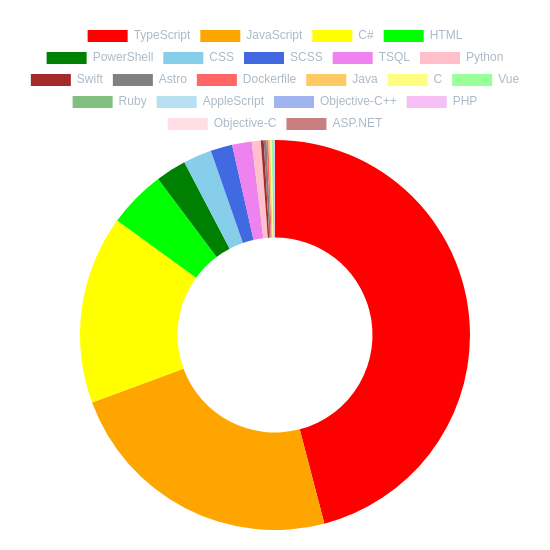 TypeScript JavaScript C# HTML
PowerShell CSS SCSS TSQL Python
Swift Astro Dockerfile Java C Vue
Ruby AppleScript Objective-C++ PHP
Objective-C ASP.NET